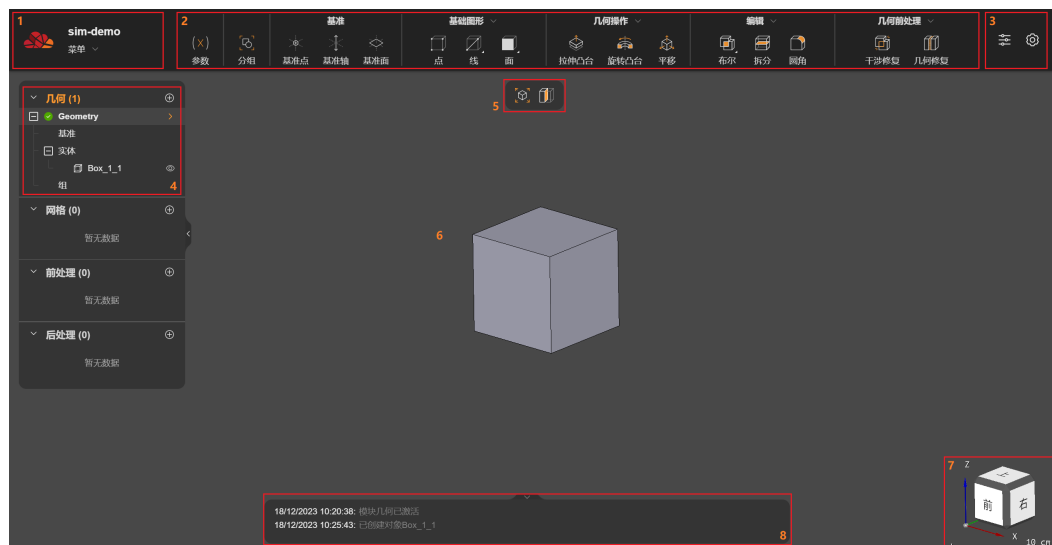 1
sim-demo
菜单
2
基准
基础图形
几何操作
编辑
几何前处理
参数
分组
基准点
基准轴
基准面
点
线
面
拉伸凸台
旋转凸台
平移
布尔
拆分
圆角
干涉修复
几何修复
3
几何 (1)
Geometry
基准
实体
Box_1_1
组
4
网格 (0)
暂无数据
前处理 (0)
暂无数据
后处理 (0)
暂无数据
5
6
7
Z
上
前
右
X
10 cm
18/12/2023 10:20:38: 模块几何已激活
18/12/2023 10:25:43: 已创建对象Box_1_1
8